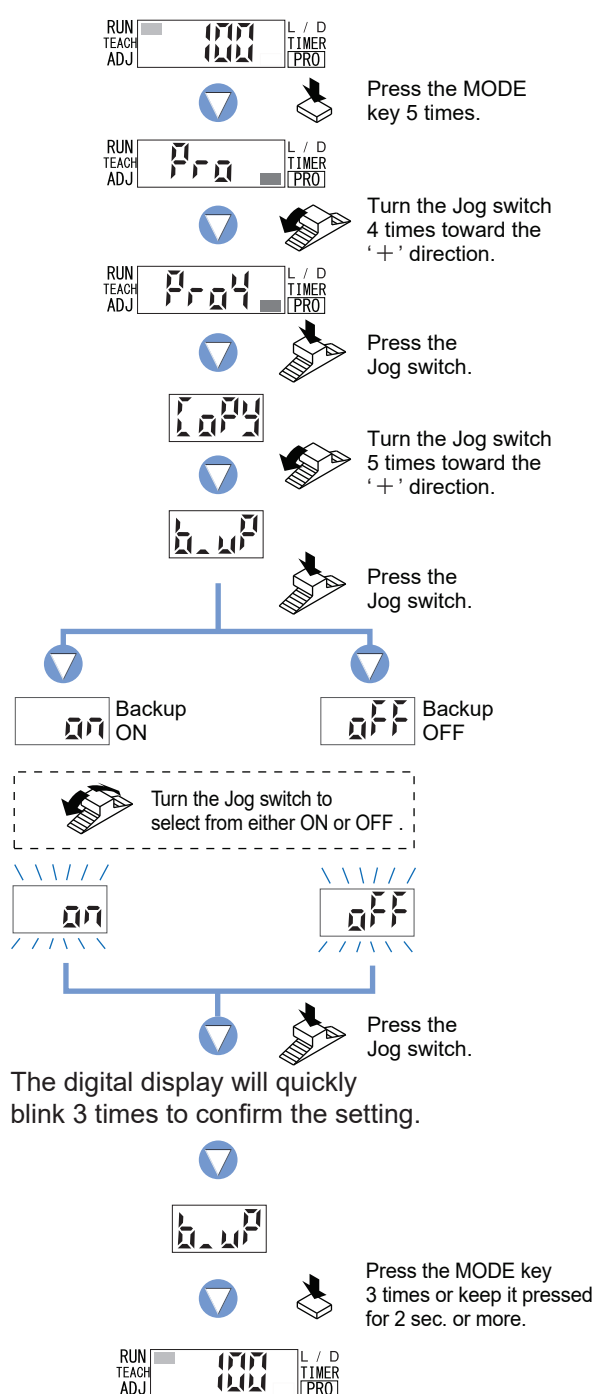 RUN
TEACH
ADJ
100
L / D
TIMER
PRO
Press the MODE
key 5 times.
RUN
TEACH
ADJ
Pro
L / D
TIMER
PRO
Turn the Jog switch
4 times toward the
‘＋’ direction.
RUN
TEACH
ADJ
Pro4
L / D
TIMER
PRO
Press the
Jog switch.
CoPy
Turn the Jog switch
5 times toward the
‘＋’ direction.
b_uP
Press the
Jog switch.
on
Backup
ON
oFF
Backup
OFF
Turn the Jog switch to
select from either ON or OFF .
on
oFF
Press the
Jog switch.
The digital display will quickly
blink 3 times to confirm the setting.
b_uP
Press the MODE key
3 times or keep it pressed
for 2 sec. or more.
RUN
TEACH
ADJ
100
L / D
TIMER
PRO